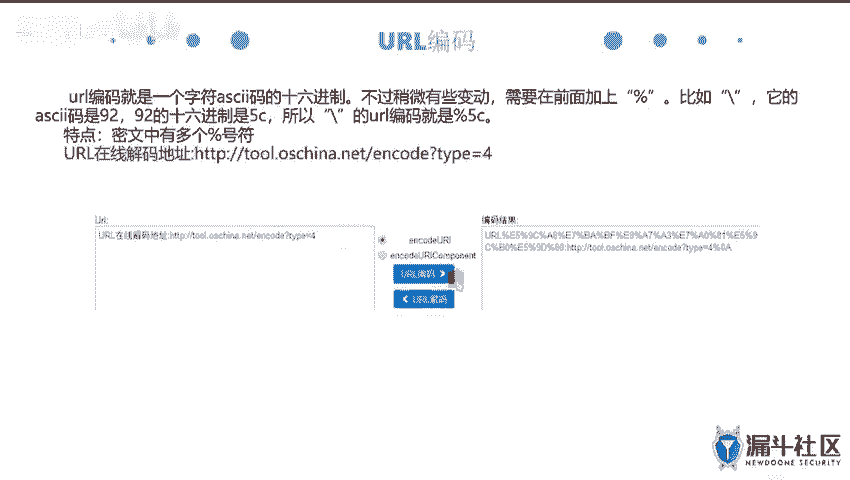 URL编码
url编码就是一个字符ascii码的十六进制。不过稍微有些变动，需要在前面加上“%”。比如“\”，它的
ascii码是92，92的十六进制是5c，所以“\”的url编码就是%5c。
特点：密文中有多个%号符
URL在线解码地址:http://tool.oschina.net/encode?type=4
Url:
URL在线解码地址:http://tool.oschina.net/encode?type=4
encodeURI
encodeURIComponent
URL编码 >
< URL解码
编码结果:
URL%E5%9C%A8%E7%BA%BF%E8%A7%A3%E7%A0%81%E5%9
C%B0%E5%9D%80:http://tool.oschina.net/encode?type=4%0A
漏斗社区
NEWDOONE SECURITY